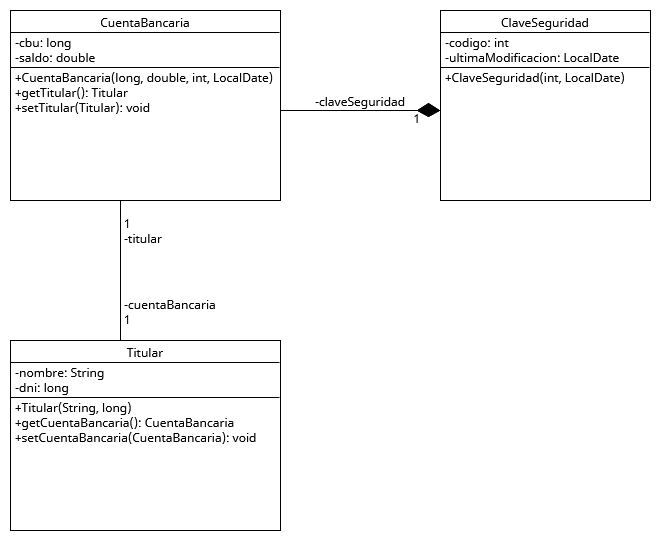 CuentaBancaria
-cbu: long
-saldo: double
+CuentaBancaria(long, double, int, LocalDate)
+getTitular(): Titular
+setTitular(Titular): void
-claveSeguridad
1
ClaveSeguridad
-codigo: int
-ultimaModificacion: LocalDate
+ClaveSeguridad(int, LocalDate)
1
-titular
-cuentaBancaria
1
Titular
-nombre: String
-dni: long
+Titular(String, long)
+getCuentaBancaria(): CuentaBancaria
+setCuentaBancaria(CuentaBancaria): void